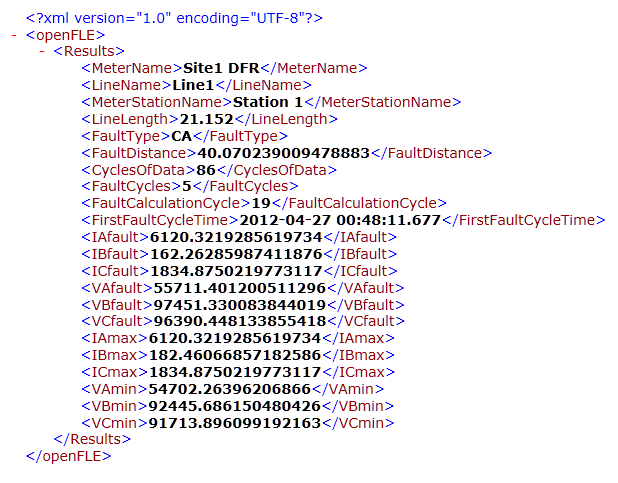 <?xml version="1.0" encoding="UTF-8"?>
- <openFLE>
- <Results>
<MeterName>Site1 DFR</MeterName>
<LineName>Line1</LineName>
<MeterStationName>Station 1</MeterStationName>
<LineLength>21.152</LineLength>
<FaultType>CA</FaultType>
<FaultDistance>40.070239009478883</FaultDistance>
<CyclesOfData>86</CyclesOfData>
<FaultCycles>5</FaultCycles>
<FaultCalculationCycle>19</FaultCalculationCycle>
<FirstFaultCycleTime>2012-04-27 00:48:11.677</FirstFaultCycleTime>
<IAfault>6120.3219285619734</IAfault>
<IBfault>162.26285987411876</IBfault>
<ICfault>1834.8750219773117</ICfault>
<VAfault>55711.401200511296</VAfault>
<VBfault>97451.330083844019</VBfault>
<VCfault>96390.448133855418</VCfault>
<IAmax>6120.3219285619734</IAmax>
<IBmax>182.46066857182586</IBmax>
<ICmax>1834.8750219773117</ICmax>
<VAmin>54702.26396206866</VAmin>
<VBmin>92445.686150480426</VBmin>
<VCmin>91713.896099192163</VCmin>
</Results>
</openFLE>